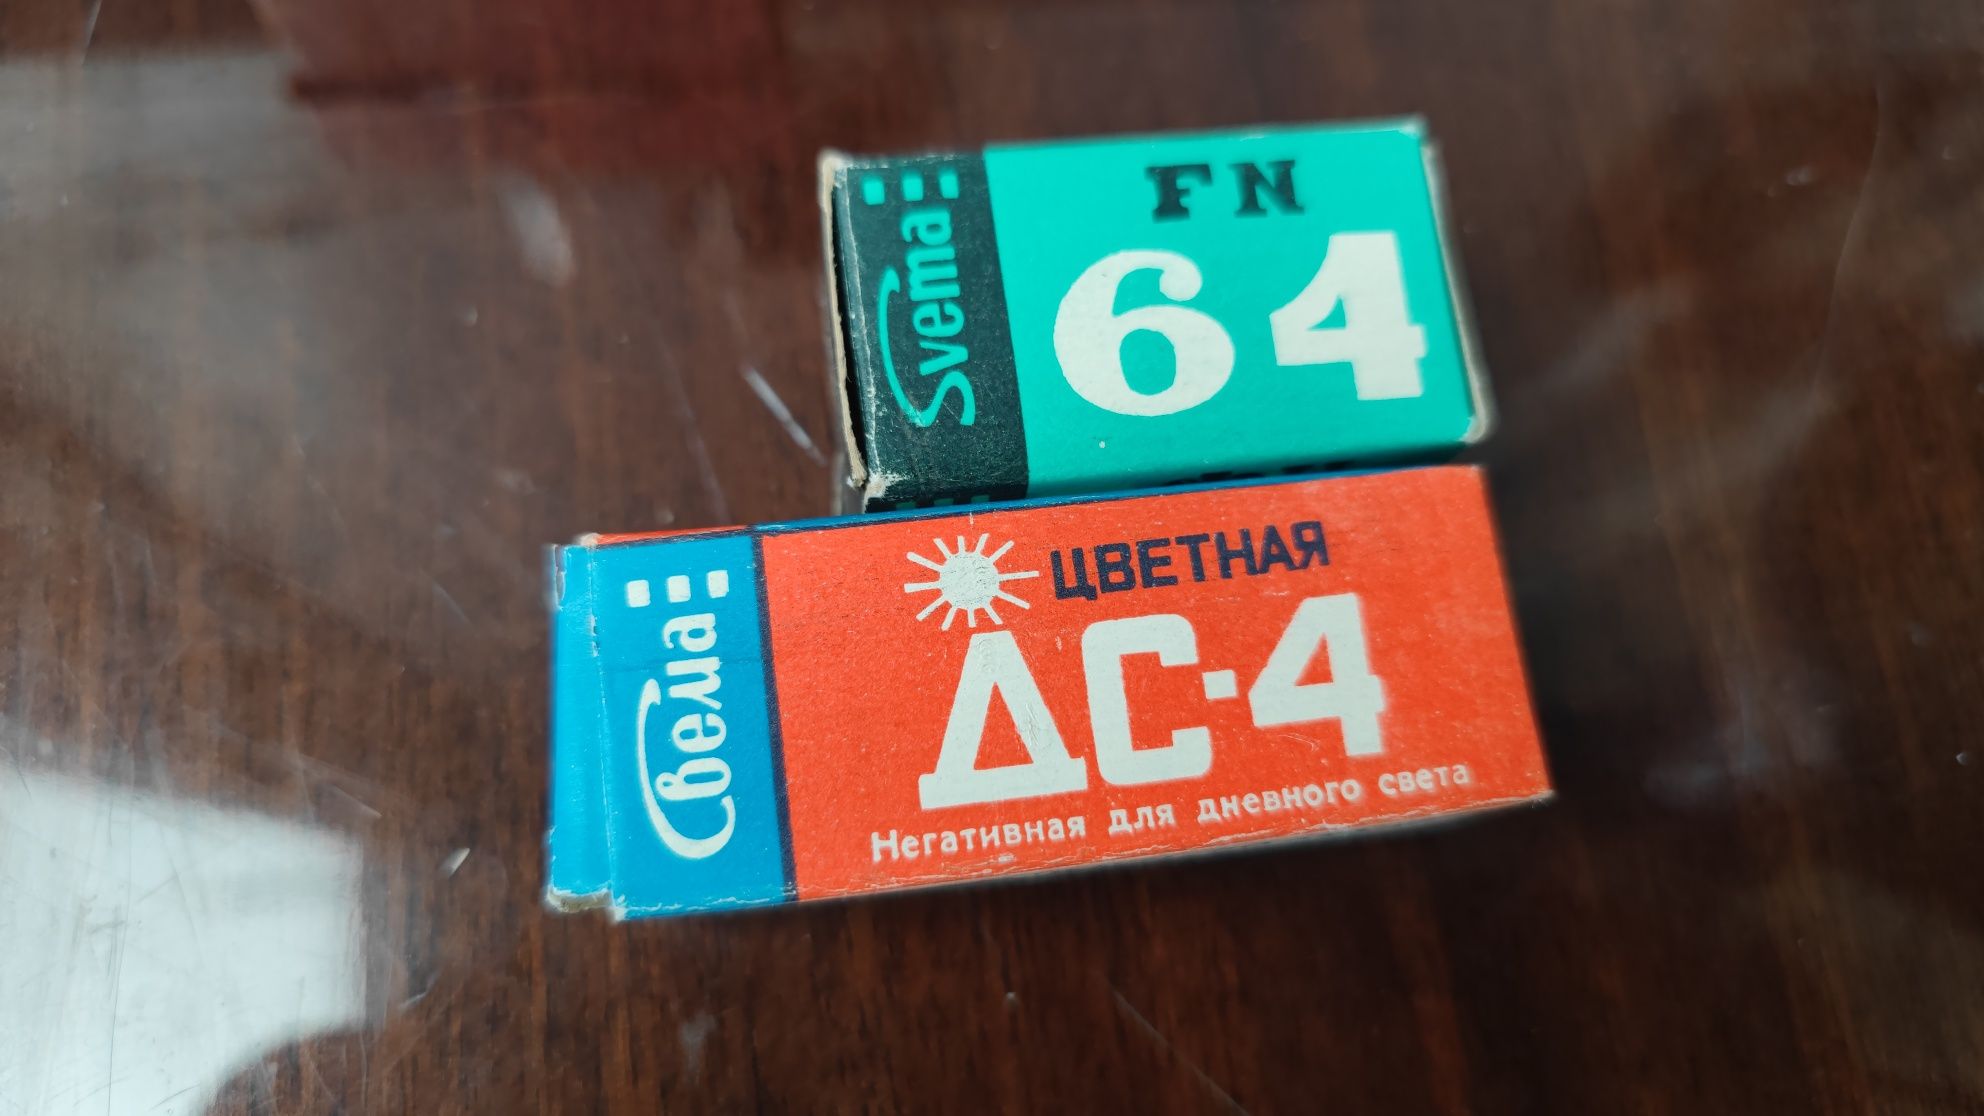 Svema
FN
64
Свема
ЦВЕТНАЯ
ДС-4
Негативная для дневного света